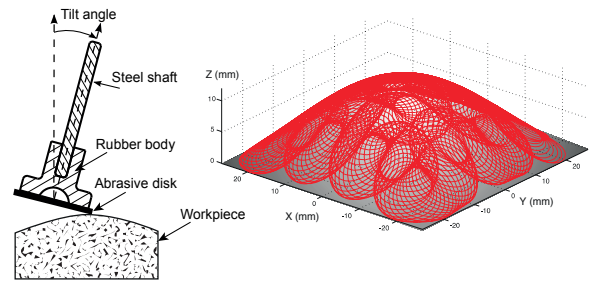 Tilt angle
Steel shaft
Rubber body
Abrasive disk
Workpiece
Z (mm)
10
5
0
20
10
0
-10
-20
X (mm)
20
10
0
-10
-20
Y (mm)